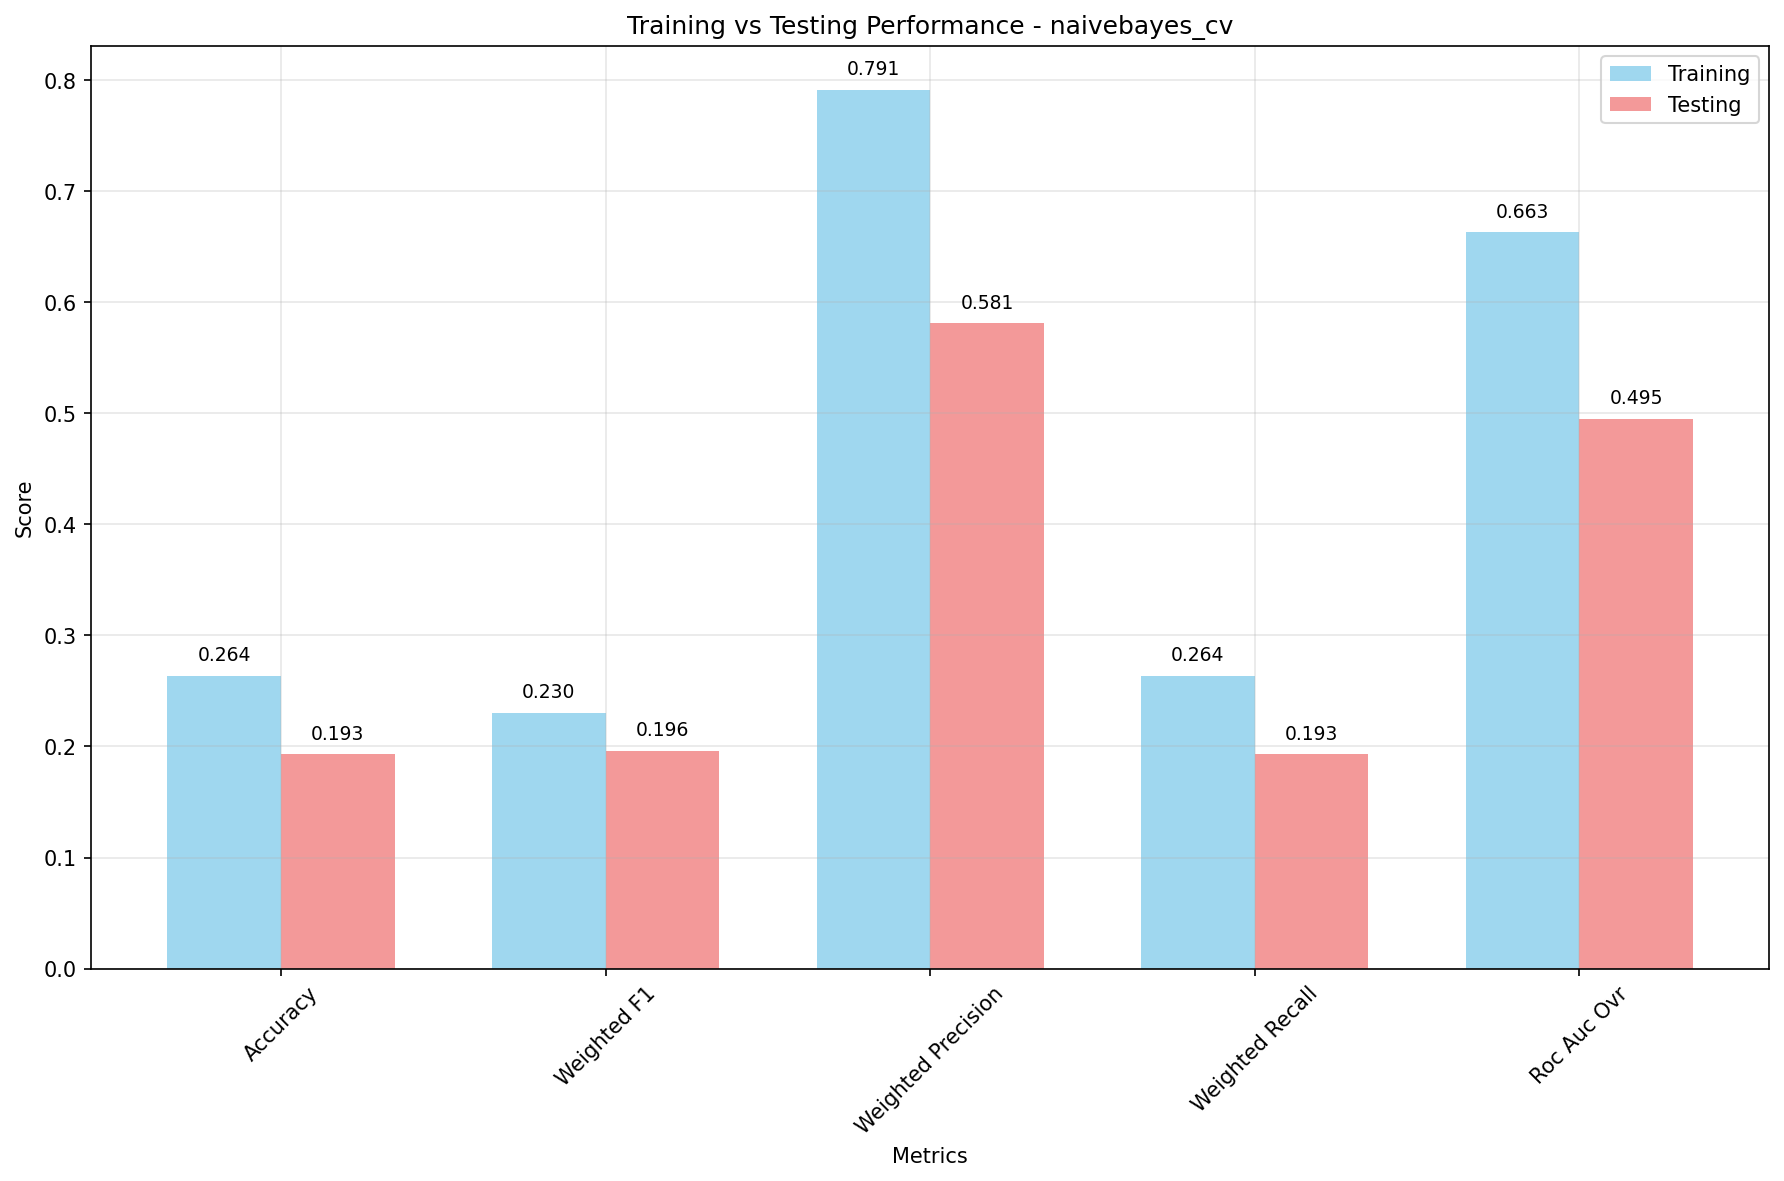 Training vs Testing Performance - naivebayes_cv
Training
Testing
Score
0.8
0.7
0.6
0.5
0.4
0.3
0.2
0.1
0.0
0.264
0.193
0.230
0.196
0.791
0.581
0.264
0.193
0.663
0.495
Accuracy
Weighted F1
Weighted Precision
Weighted Recall
Roc Auc Ovr
Metrics